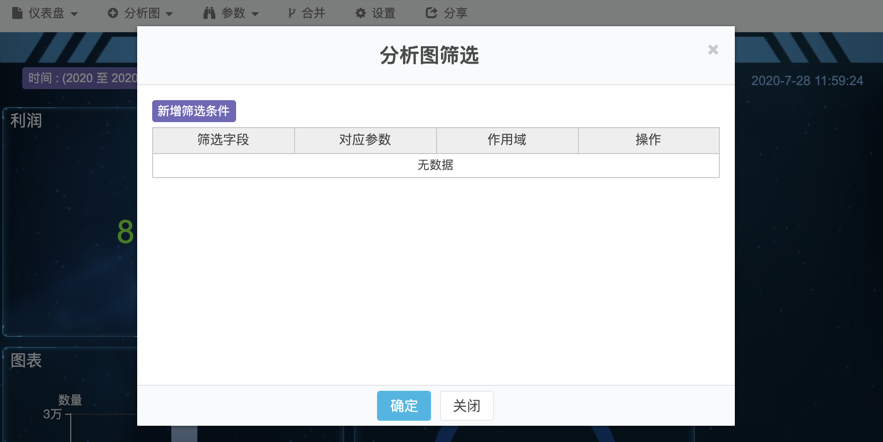 仪表盘 分析图 参数 合并 设置 分享
分析图筛选 ×
时间 : (2020 至 2020
2020-7-28 11:59:24
新增筛选条件
利润
筛选字段 对应参数 作用域 操作
无数据
8
图表
数量
3万
确定 关闭